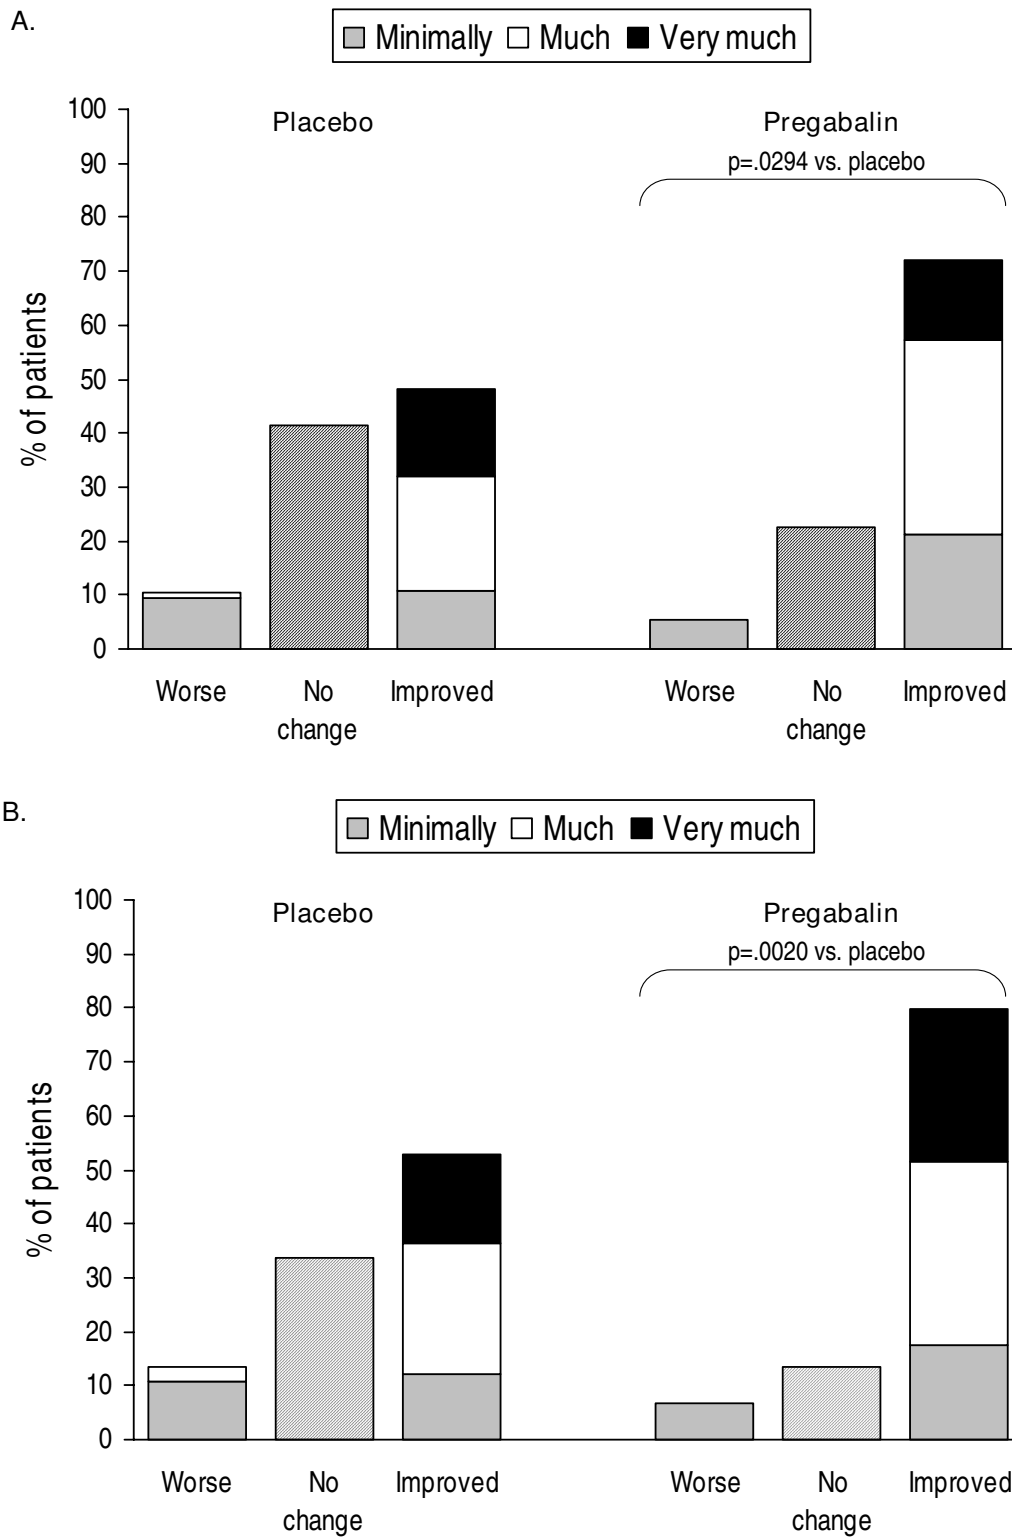 A.
Minimally Much Very much
100
Placebo Pregabalin
90
p=.0294 vs. placebo
80
70
60
50
40
30
20
10
0
% of patients
Worse No Improved Worse No Improved
change change
B.
Minimally Much Very much
100
Placebo Pregabalin
90
p=.0020 vs. placebo
80
70
60
50
40
30
20
10
0
% of patients
Worse No Improved Worse No Improved
change change